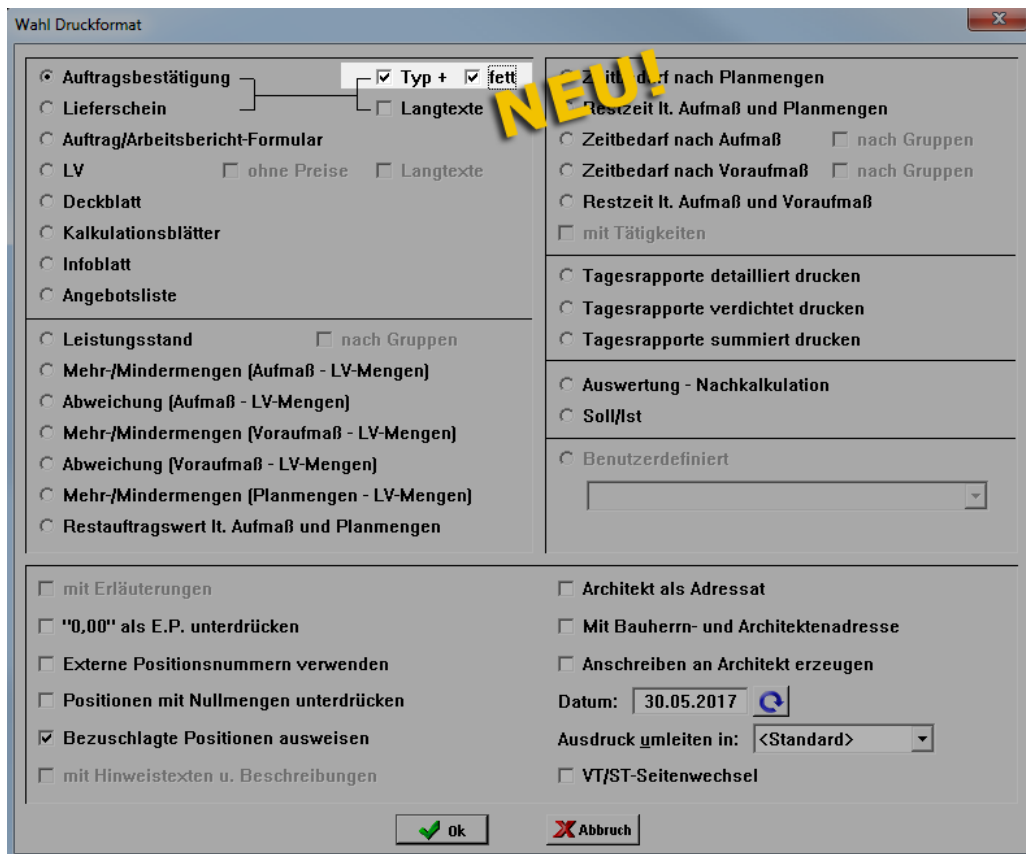 Wahl Druckformat
x
Auftragsbestätigung
Typ + fett
Lieferschein
Langtexte
Auftrag/Arbeitsbericht-Formular
LV ohne Preise Langtexte
Deckblatt
Kalkulationsblätter
Infoblatt
Angebotsliste
Leistungsstand nach Gruppen
Mehr-/Mindermengen (Aufmaß - LV-Mengen)
Abweichung (Aufmaß - LV-Mengen)
Mehr-/Mindermengen (Voraufmaß - LV-Mengen)
Abweichung (Voraufmaß - LV-Mengen)
Mehr-/Mindermengen (Planmengen - LV-Mengen)
Restauftragswert lt. Aufmaß und Planmengen
NEU!
Zeitbedarf nach Planmengen
Restzeit lt. Aufmaß und Planmengen
Zeitbedarf nach Aufmaß nach Gruppen
Zeitbedarf nach Voraufmaß nach Gruppen
Restzeit lt. Aufmaß und Voraufmaß
mit Tätigkeiten
Tagesrapporte detailliert drucken
Tagesrapporte verdichtet drucken
Tagesrapporte summiert drucken
Auswertung - Nachkalkulation
Soll/Ist
Benutzerdefiniert
mit Erläuterungen
"0,00" als E.P. unterdrücken
Externe Positionsnummern verwenden
Positionen mit Nullmengen unterdrücken
Bezuschlagte Positionen ausweisen
mit Hinweistexten u. Beschreibungen
Architekt als Adressat
Mit Bauherrn- und Architektenadresse
Anschreiben an Architekt erzeugen
Datum: 30.05.2017
Ausdruck umleiten in: <Standard>
VT/ST-Seitenwechsel
Ok
Abbruch